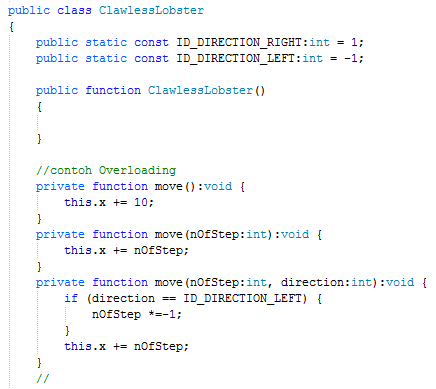 public class ClawlessLobster
{
    public static const ID_DIRECTION_RIGHT:int = 1;
    public static const ID_DIRECTION_LEFT:int = -1;

    public function ClawlessLobster()
    {

    }

    //contoh Overloading
    private function move():void {
        this.x += 10;
    }
    private function move(nOfStep:int):void {
        this.x += nOfStep;
    }
    private function move(nOfStep:int, direction:int):void {
        if (direction == ID_DIRECTION_LEFT) {
            nOfStep *=-1;
        }
        this.x += nOfStep;
    }
    //